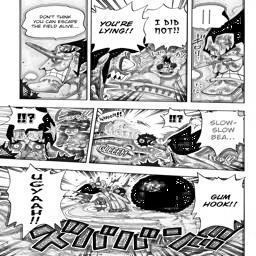 !!
I DID
NOT!!
YOU'RE
LYING!!
DON'T THINK
YOU CAN ESCAPE
THE FIELD ALIVE...
SLOW-
SLOW
BEA...
!!?
!!?
GUM
HOOK!!
UGYAAH!!